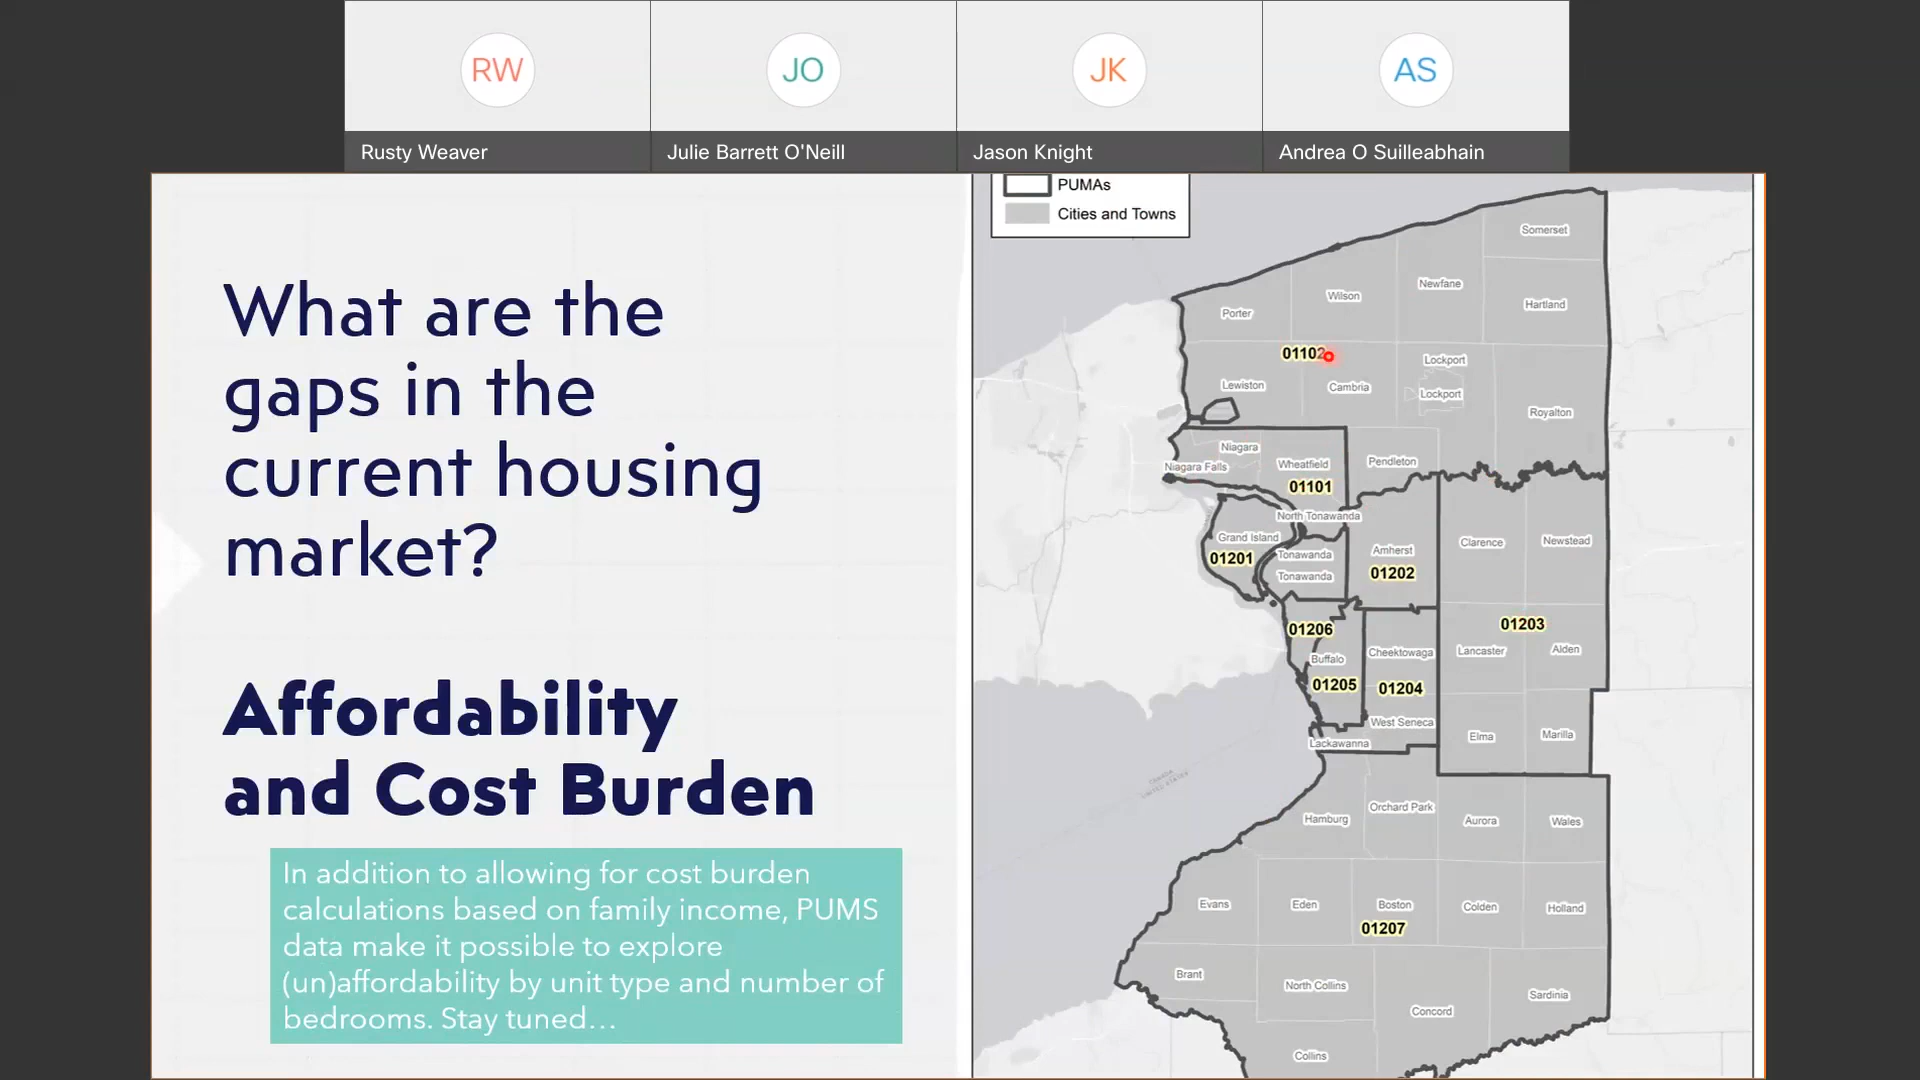 RW
JO
JK
AS
Rusty Weaver
Julie Barrett O'Neill
Jason Knight
Andrea O Suilleabhain
What are the
gaps in the
current housing
market?
Affordability
and Cost Burden
In addition to allowing for cost burden
calculations based on family income, PUMS
data make it possible to explore
(un)affordability by unit type and number of
bedrooms. Stay tuned...
PUMAs
Cities and Towns
Somerset
Newfane
Wilson
Hartland
Porter
01102
Lockport
Lewiston
Cambria
Lockport
Royalton
Niagara
Pendleton
Niagara Falls
Wheatfield
01101
North Tonawanda
Grand Island
Clarence
Newstead
Amherst
01201
Tonawanda
01202
Tonawanda
01206
01203
Buffalo
Cheektowaga
Lancaster
Alden
01205
01204
West Seneca
Lackawanna
Elma
Marilla
CANADA
UNITED STATES
Hamburg
Orchard Park
Aurora
Wales
Evans
Eden
Boston
Colden
Holland
01207
Brant
North Collins
Sardinia
Concord
Collins